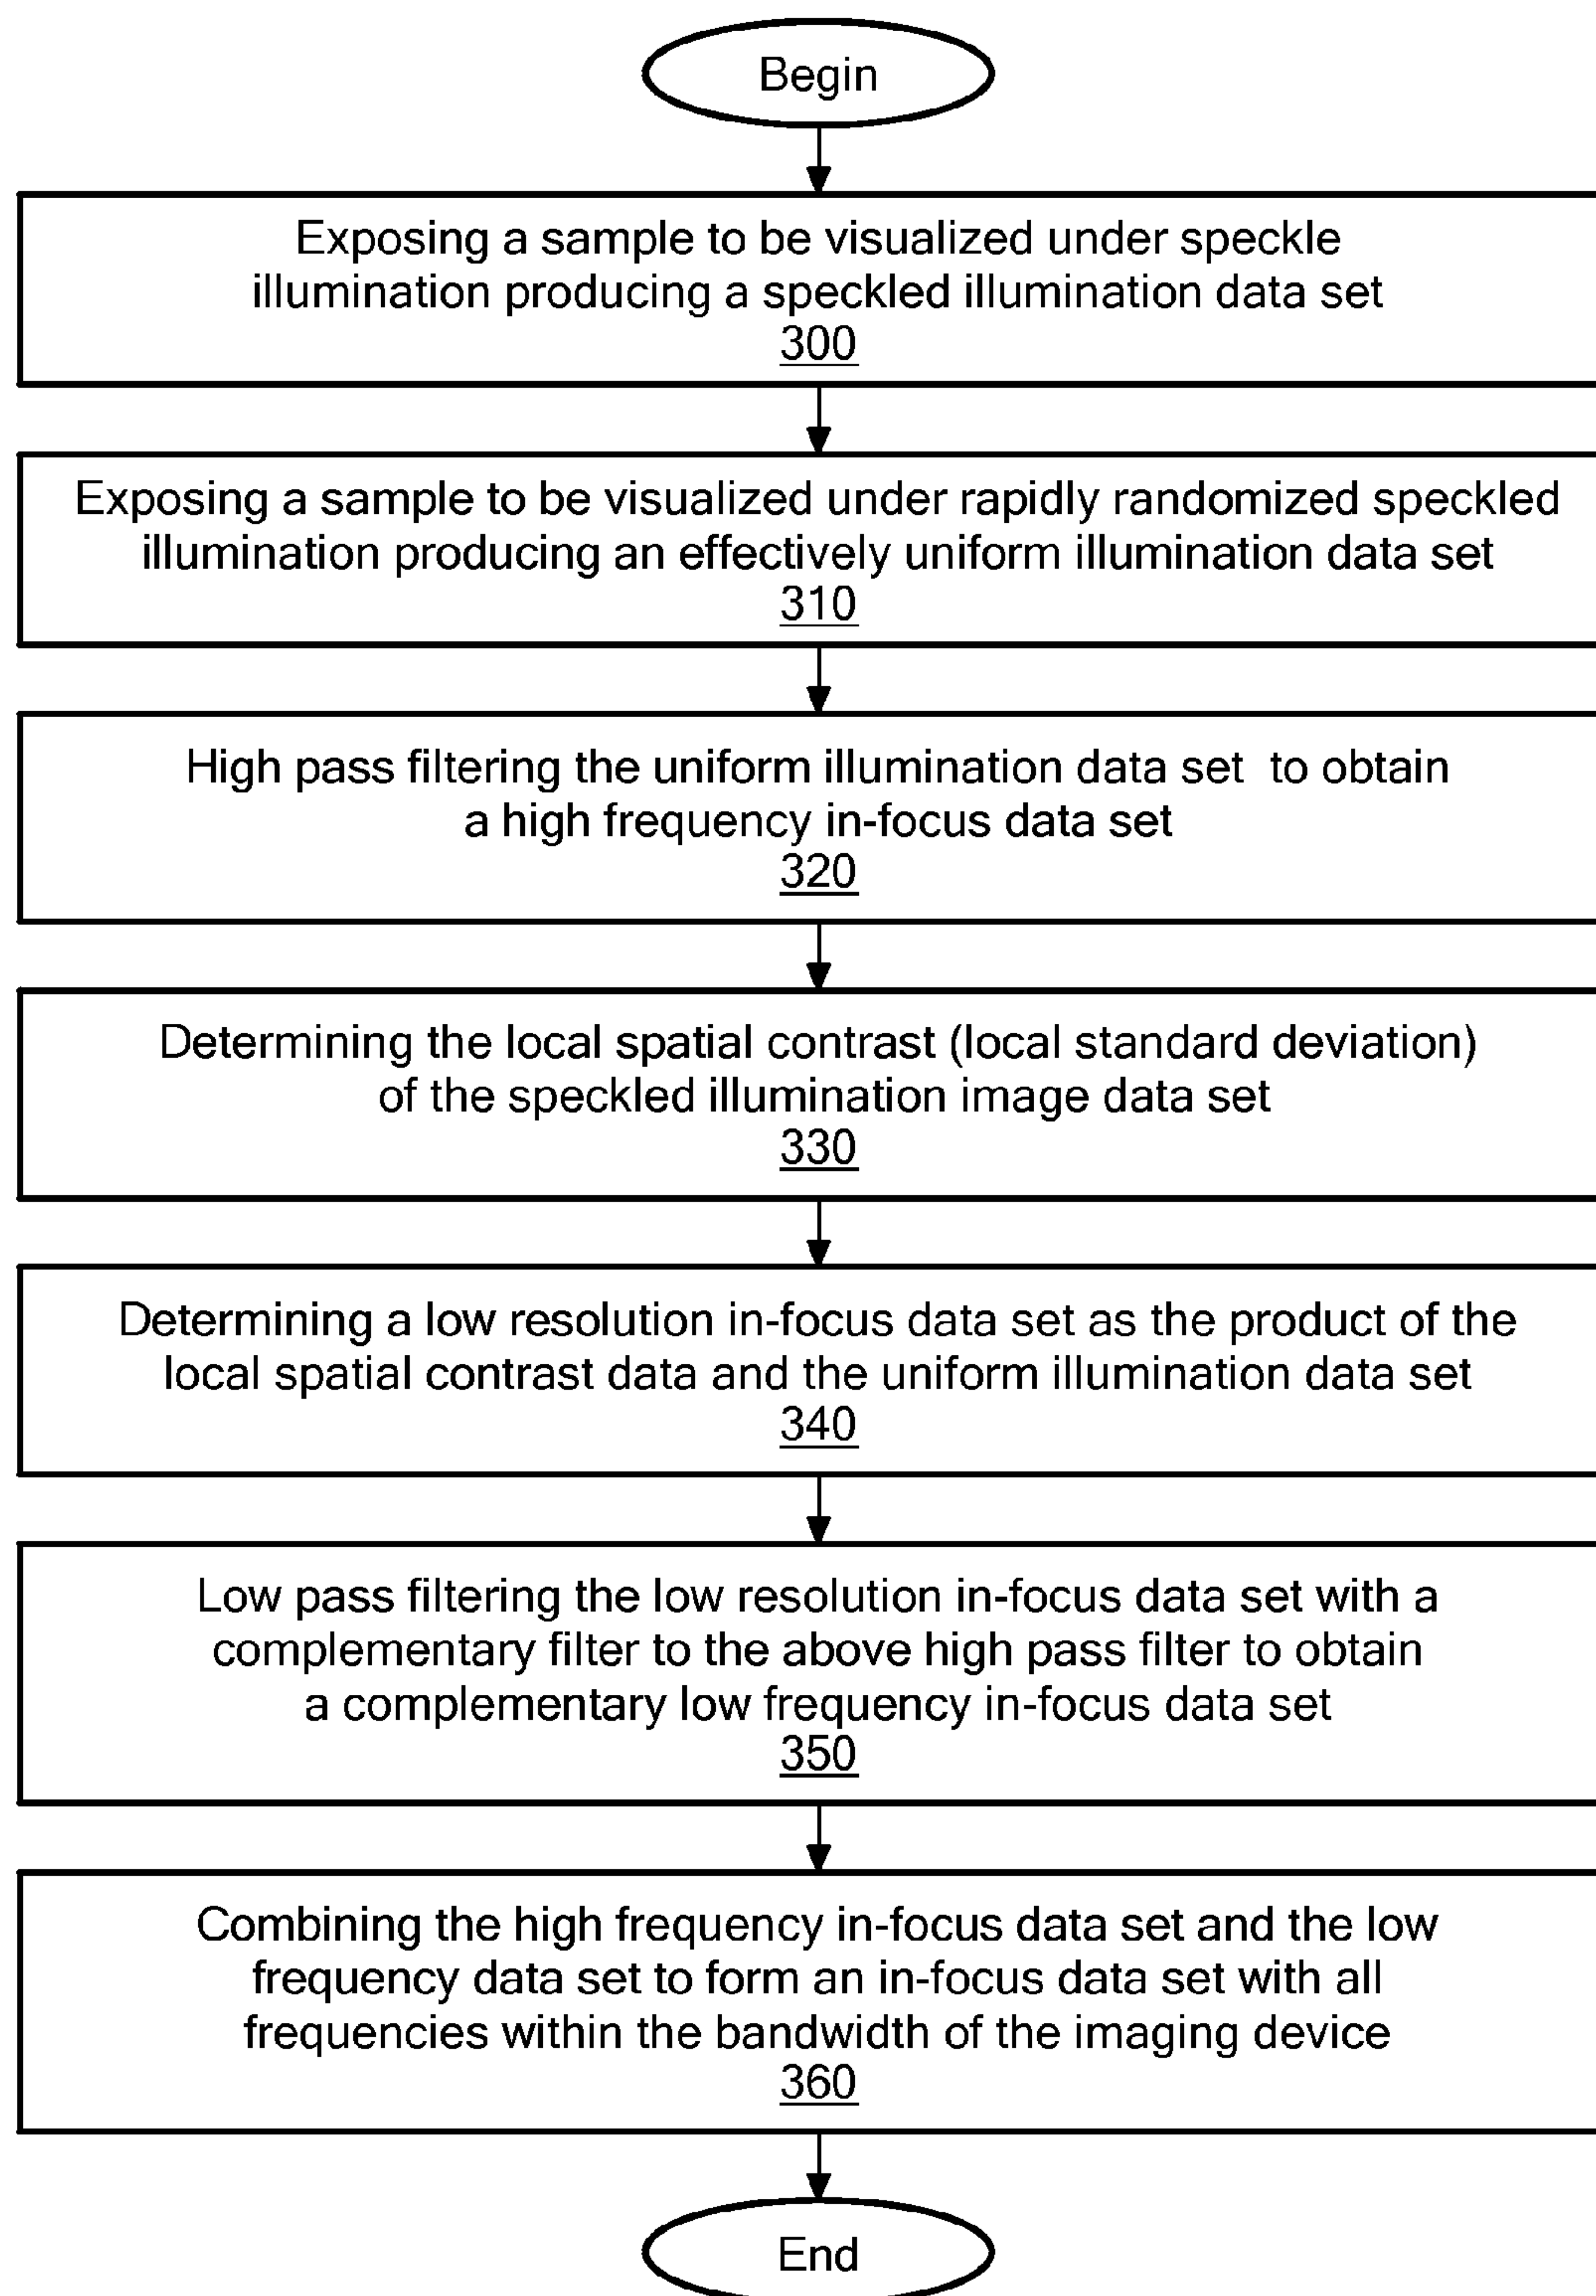 Begin
Exposing a sample to be visualized under speckle
illumination producing a speckled illumination data set
300
Exposing a sample to be visualized under rapidly randomized speckled
illumination producing an effectively uniform illumination data set
310
High pass filtering the uniform illumination data set to obtain
a high frequency in-focus data set
320
Determining the local spatial contrast (local standard deviation)
of the speckled illumination image data set
330
Determining a low resolution in-focus data set as the product of the
local spatial contrast data and the uniform illumination data set
340
Low pass filtering the low resolution in-focus data set with a
complementary filter to the above high pass filter to obtain
a complementary low frequency in-focus data set
350
Combining the high frequency in-focus data set and the low
frequency data set to form an in-focus data set with all
frequencies within the bandwidth of the imaging device
360
End